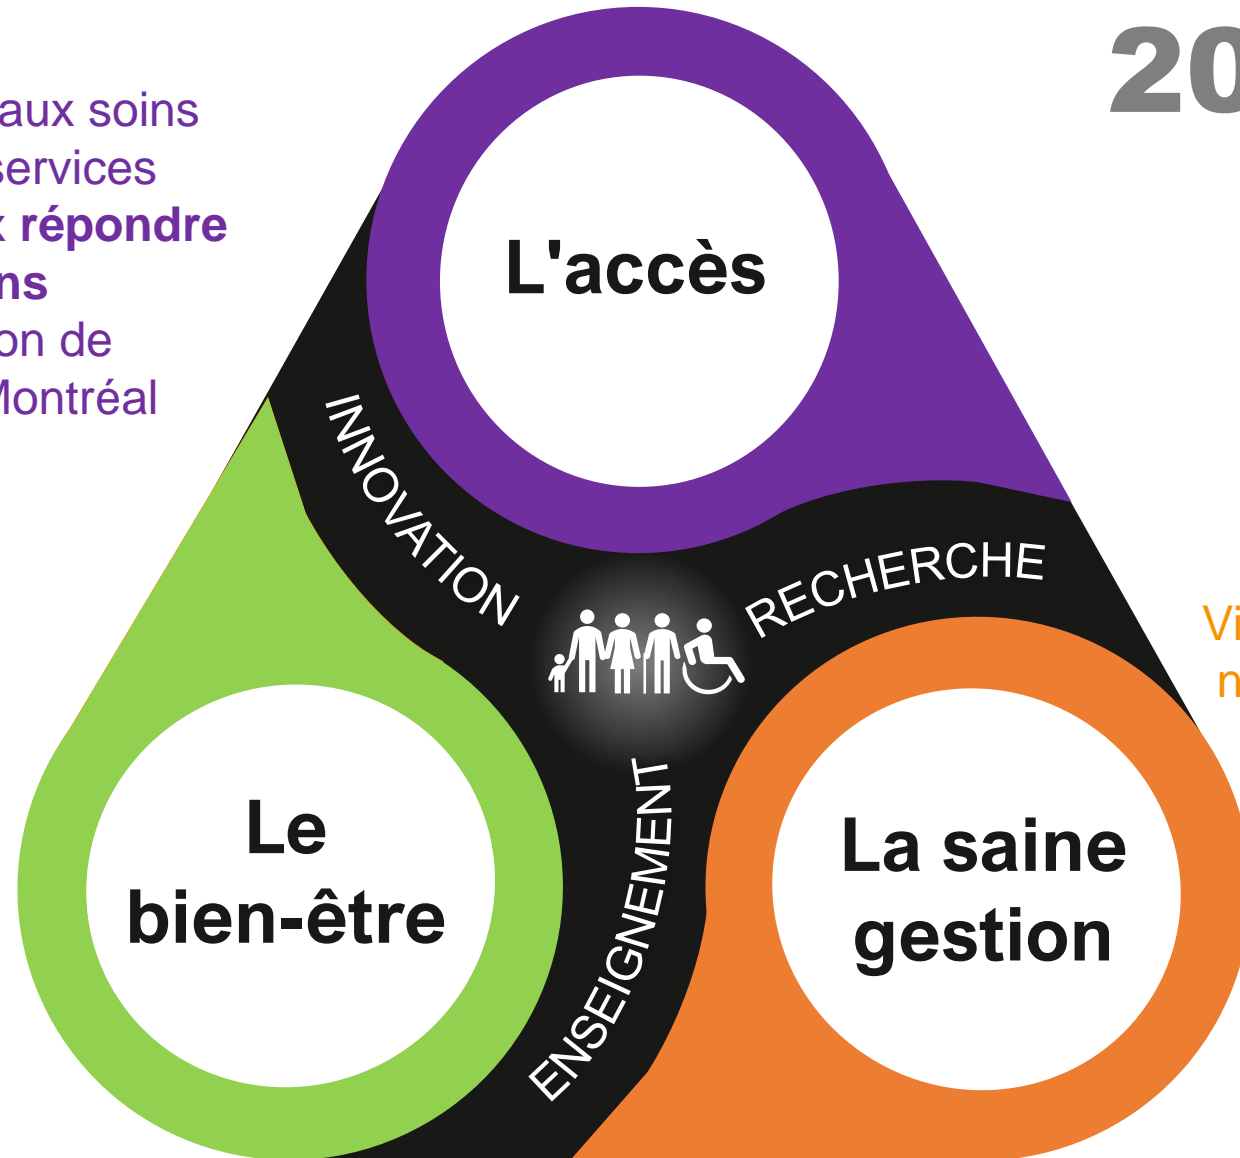 20
aux soins
services
répondre
ns
on de
Montréal
L'accès
INNOVATION
RECHERCHE
ENSEIGNEMENT
Le
bien-être
La saine
gestion
Vi
n